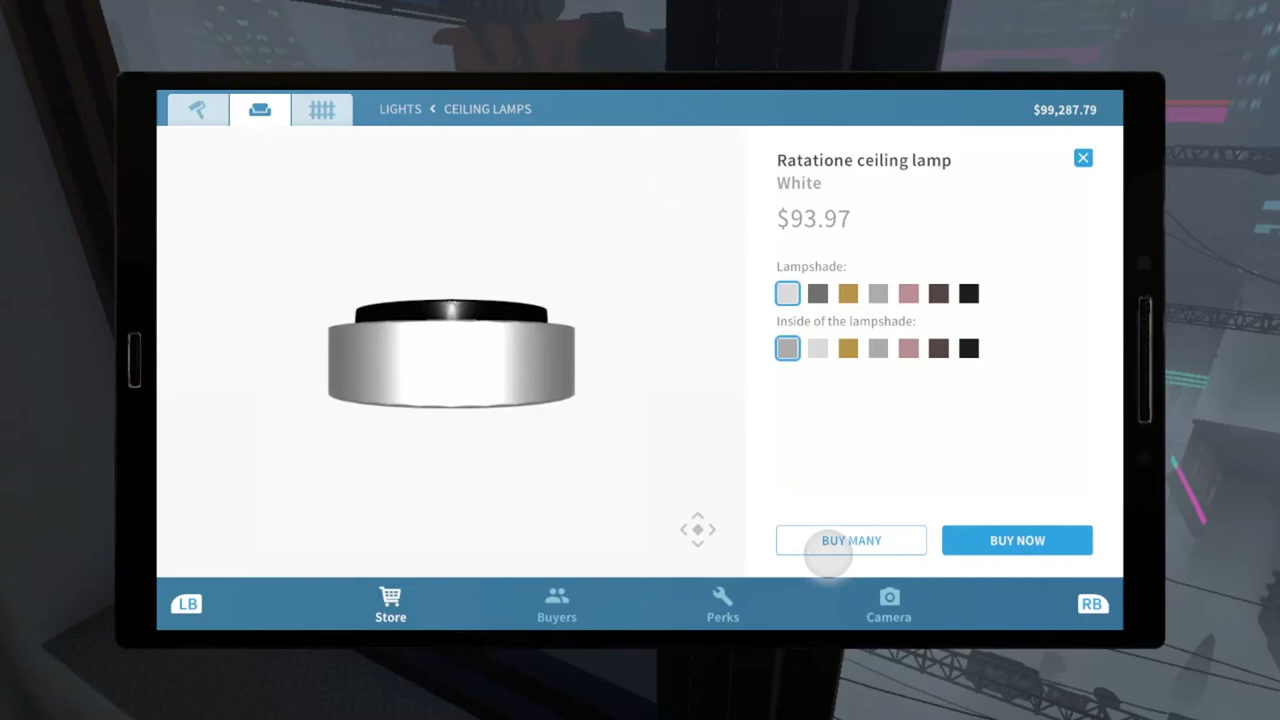 LIGHTS < CEILING LAMPS
$99,287.79
Ratatione ceiling lamp
White
$93.97
Lampshade:
Inside of the lampshade:
BUY MANY
BUY NOW
LB
Store
Buyers
Perks
Camera
RB